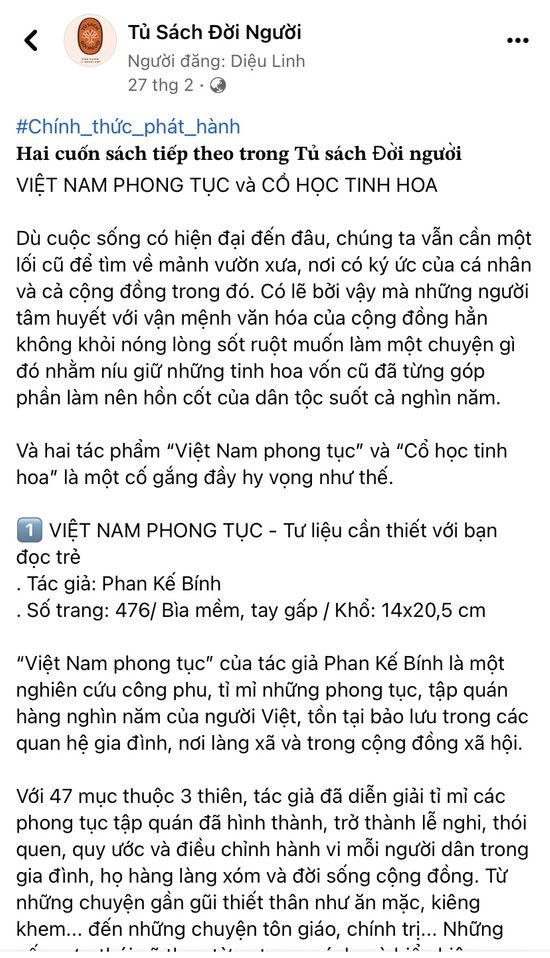 Tủ Sách Đời Người
Người đăng: Diệu Linh
27 thg 2 ·
#Chính_thức_phát_hành
Hai cuốn sách tiếp theo trong Tủ sách Đời người
VIỆT NAM PHONG TỤC và CỔ HỌC TINH HOA
Dù cuộc sống có hiện đại đến đâu, chúng ta vẫn cần một
lối cũ để tìm về mảnh vườn xưa, nơi có ký ức của cá nhân
và cả cộng đồng trong đó. Có lẽ bởi vậy mà những người
tâm huyết với vận mệnh văn hóa của cộng đồng hẳn
không khỏi nóng lòng sốt ruột muốn làm một chuyện gì
đó nhằm níu giữ những tinh hoa vốn cũ đã từng góp
phần làm nên hồn cốt của dân tộc suốt cả nghìn năm.
Và hai tác phẩm “Việt Nam phong tục” và “Cổ học tinh
hoa” là một cố gắng đầy hy vọng như thế.
1 VIỆT NAM PHONG TỤC - Tư liệu cần thiết với bạn
đọc trẻ
. Tác giả: Phan Kế Bính
. Số trang: 476/ Bìa mềm, tay gấp / Khổ: 14x20,5 cm
“Việt Nam phong tục” của tác giả Phan Kế Bính là một
nghiên cứu công phu, tỉ mỉ những phong tục, tập quán
hàng nghìn năm của người Việt, tồn tại bảo lưu trong các
quan hệ gia đình, nơi làng xã và trong cộng đồng xã hội.
Với 47 mục thuộc 3 thiên, tác giả đã diễn giải tỉ mỉ các
phong tục tập quán đã hình thành, trở thành lễ nghi, thói
quen, quy ước và điều chỉnh hành vi mỗi người dân trong
gia đình, họ hàng làng xóm và đời sống cộng đồng. Từ
những chuyện gần gũi thiết thân như ăn mặc, kiêng
khem... đến những chuyện tôn giáo, chính trị... Những